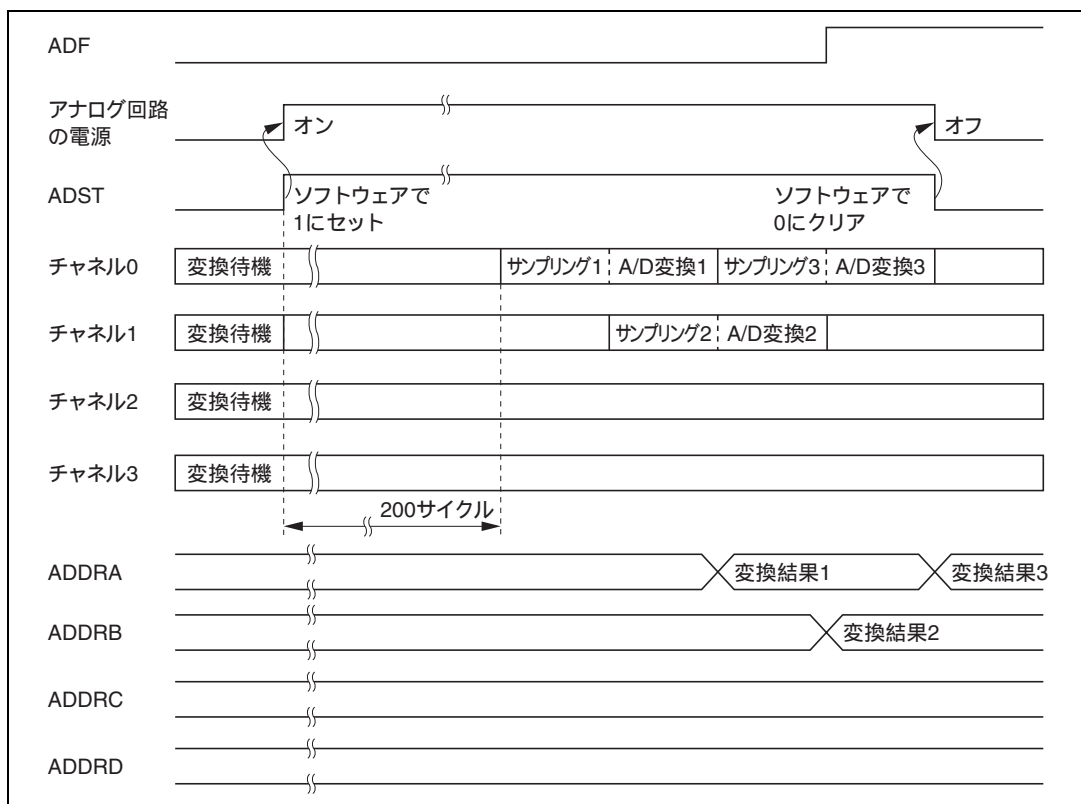 ADF
アナログ回路
の電源
オン
オフ
ADST
ソフトウェアで
1にセット
ソフトウェアで
0にクリア
チャネル0
変換待機
サンプリング1
A/D変換1
サンプリング3
A/D変換3
チャネル1
変換待機
サンプリング2
A/D変換2
チャネル2
変換待機
チャネル3
変換待機
200サイクル
ADDRA
変換結果1
変換結果3
ADDRB
変換結果2
ADDRC
ADDRD